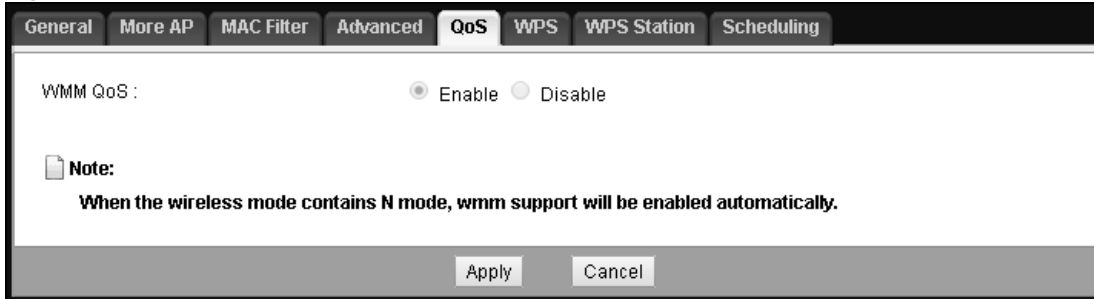 General More AP MAC Filter Advanced QoS WPS WPS Station Scheduling
WMM QoS : Enable Disable
Note:
When the wireless mode contains N mode, wmm support will be enabled automatically.
Apply Cancel